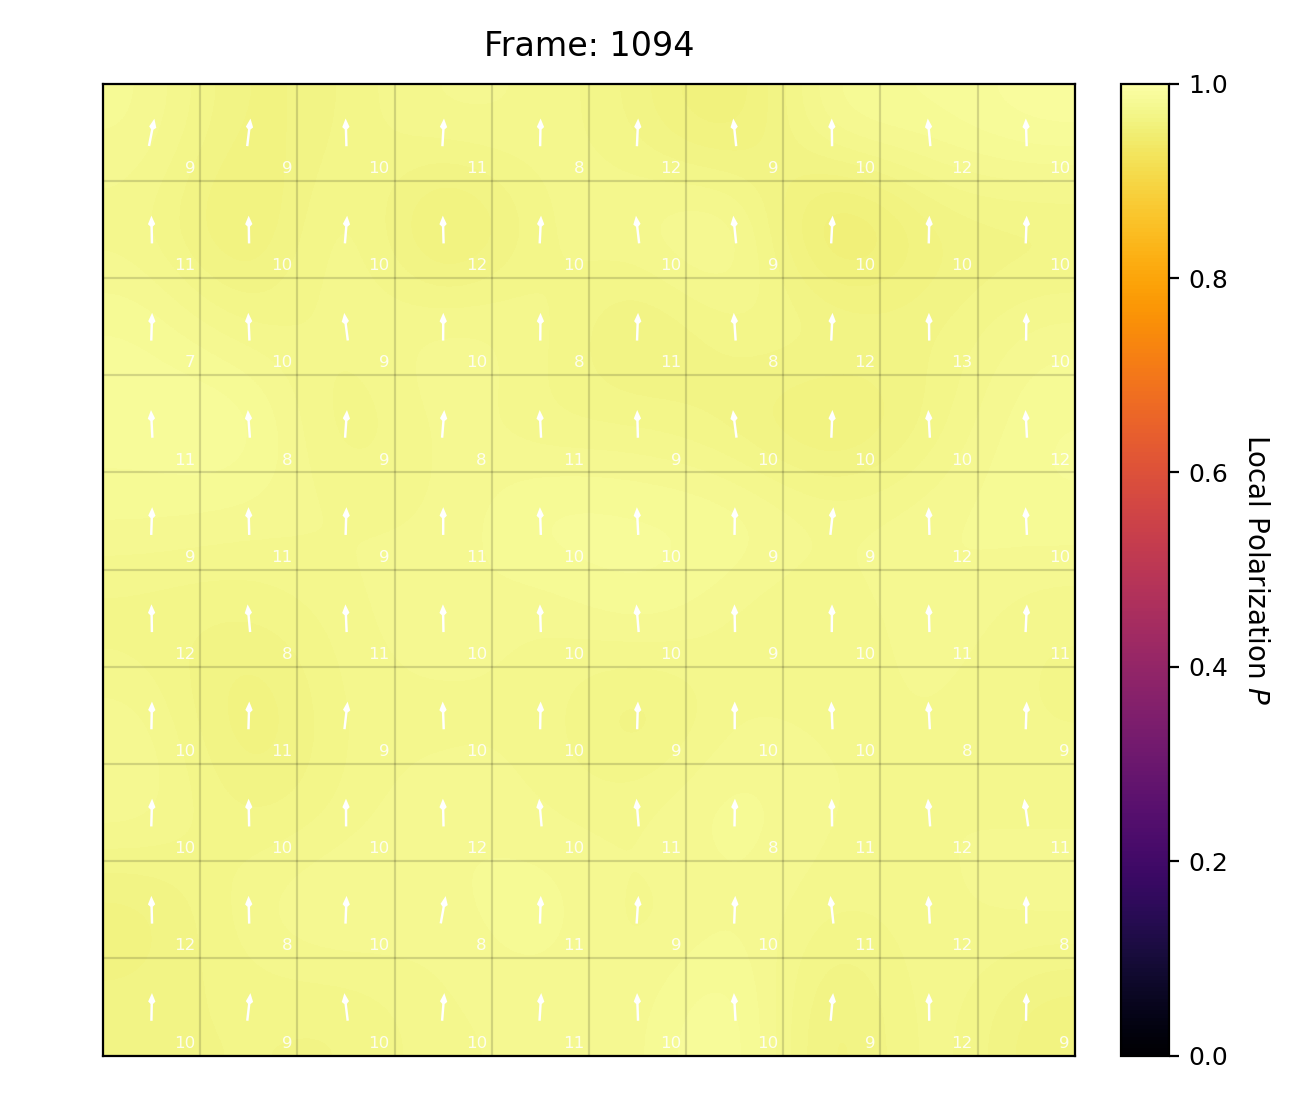 Frame: 1094
9 9 10 11 8 12 9 10 12 10
11 10 10 12 10 10 9 10 10 10
7 10 9 10 8 11 8 12 13 10
11 8 9 8 11 9 10 10 10 12
9 11 9 11 10 10 9 9 12 10
12 8 11 10 10 10 9 10 11 11
10 11 9 10 10 9 10 10 8 9
10 10 10 12 10 11 8 11 12 11
12 8 10 8 11 9 10 11 12 8
10 9 10 10 11 10 10 9 12 9
1.0
0.8
0.6
0.4
0.2
0.0
Local Polarization P